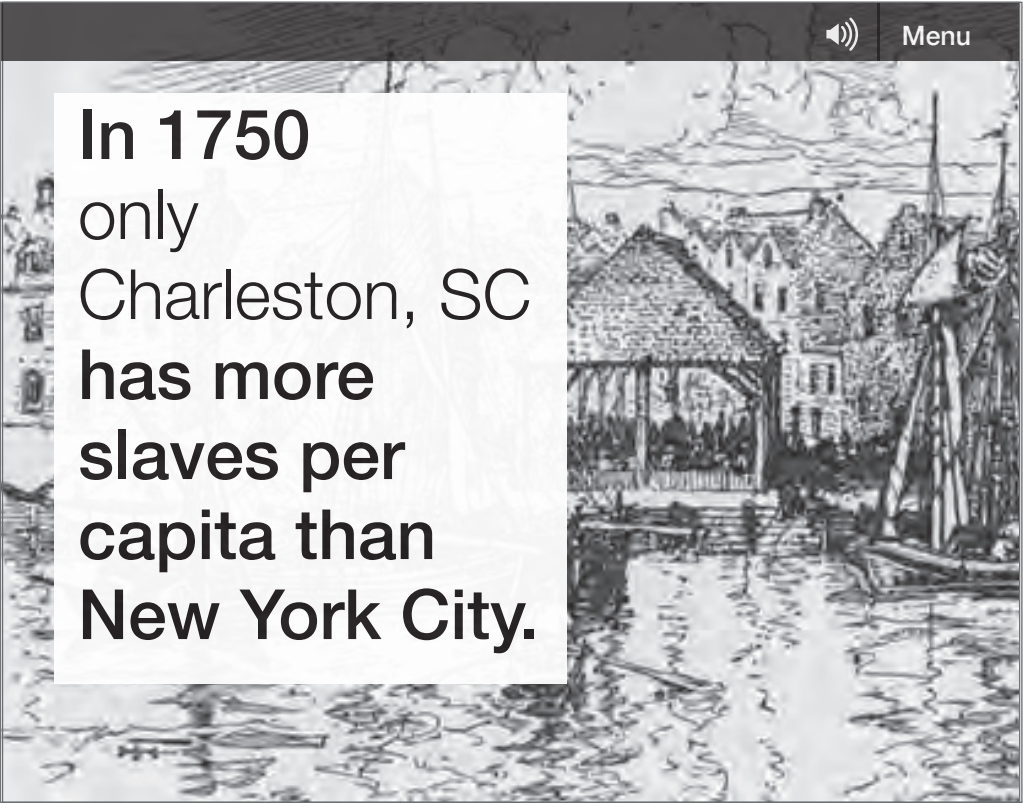 Menu
In 1750
only
Charleston, SC
has more
slaves per
capita than
New York City.